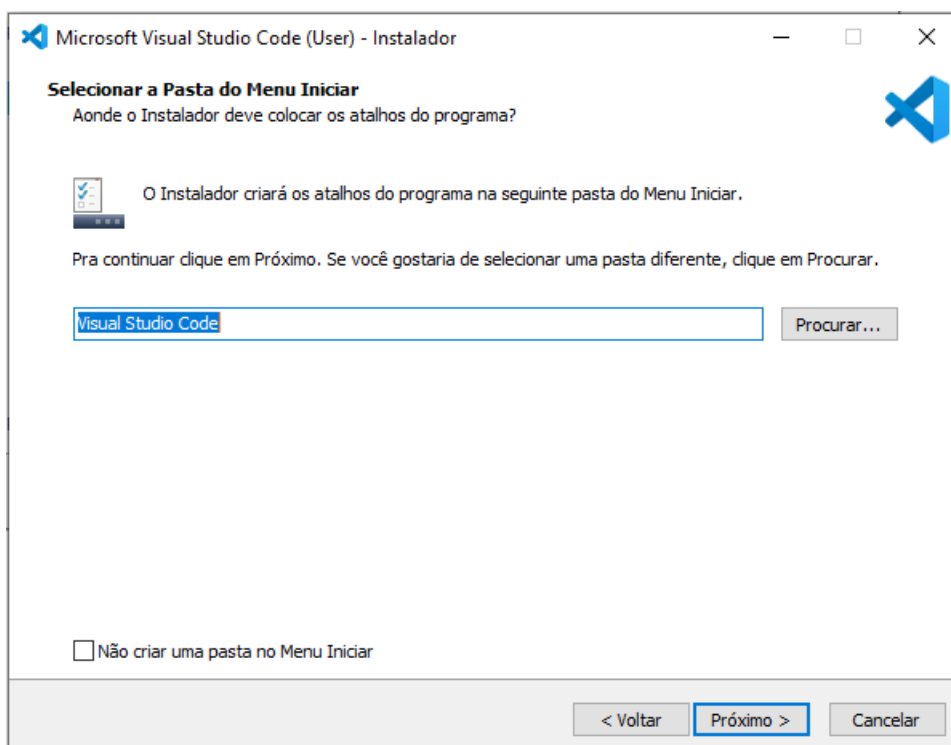 Microsoft Visual Studio Code (User) - Instalador
Selecionar a Pasta do Menu Iniciar
Aonde o Instalador deve colocar os atalhos do programa?
O Instalador criará os atalhos do programa na seguinte pasta do Menu Iniciar.
Pra continuar clique em Próximo. Se você gostaria de selecionar uma pasta diferente, clique em Procurar.
Visual Studio Code
Procurar...
Não criar uma pasta no Menu Iniciar
< Voltar
Próximo >
Cancelar